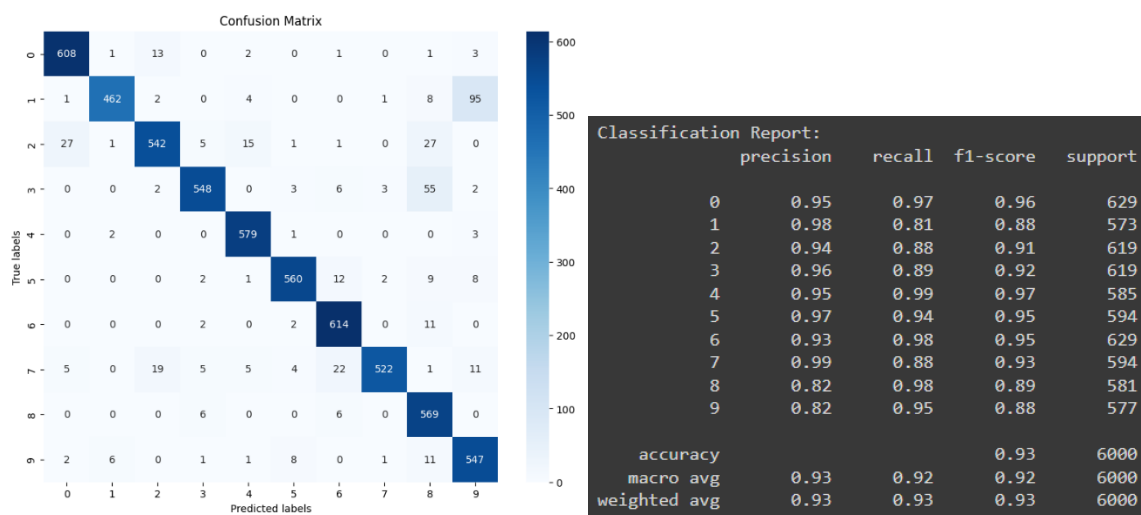 Confusion Matrix
0 608 1 13 0 2 0 1 0 1 3
1 1 462 2 0 4 0 0 1 8 95
2 27 1 542 5 15 1 1 0 27 0
3 0 0 2 548 0 3 6 3 55 2
4 0 2 0 0 579 1 0 0 0 3
5 0 0 0 2 1 560 12 2 9 8
6 0 0 0 2 0 2 614 0 11 0
7 5 0 19 5 5 4 22 522 1 11
8 0 0 0 6 0 0 6 0 569 0
9 2 6 0 1 1 8 0 1 11 547
0 1 2 3 4 5 6 7 8 9
Predicted labels
True labels
600
500
400
300
200
100
0
Classification Report:
precision recall f1-score support
0 0.95 0.97 0.96 629
1 0.98 0.81 0.88 573
2 0.94 0.88 0.91 619
3 0.96 0.89 0.92 619
4 0.95 0.99 0.97 585
5 0.97 0.94 0.95 594
6 0.93 0.98 0.95 629
7 0.99 0.88 0.93 594
8 0.82 0.98 0.89 581
9 0.82 0.95 0.88 577
accuracy 0.93 6000
macro avg 0.93 0.92 0.92 6000
weighted avg 0.93 0.93 0.93 6000